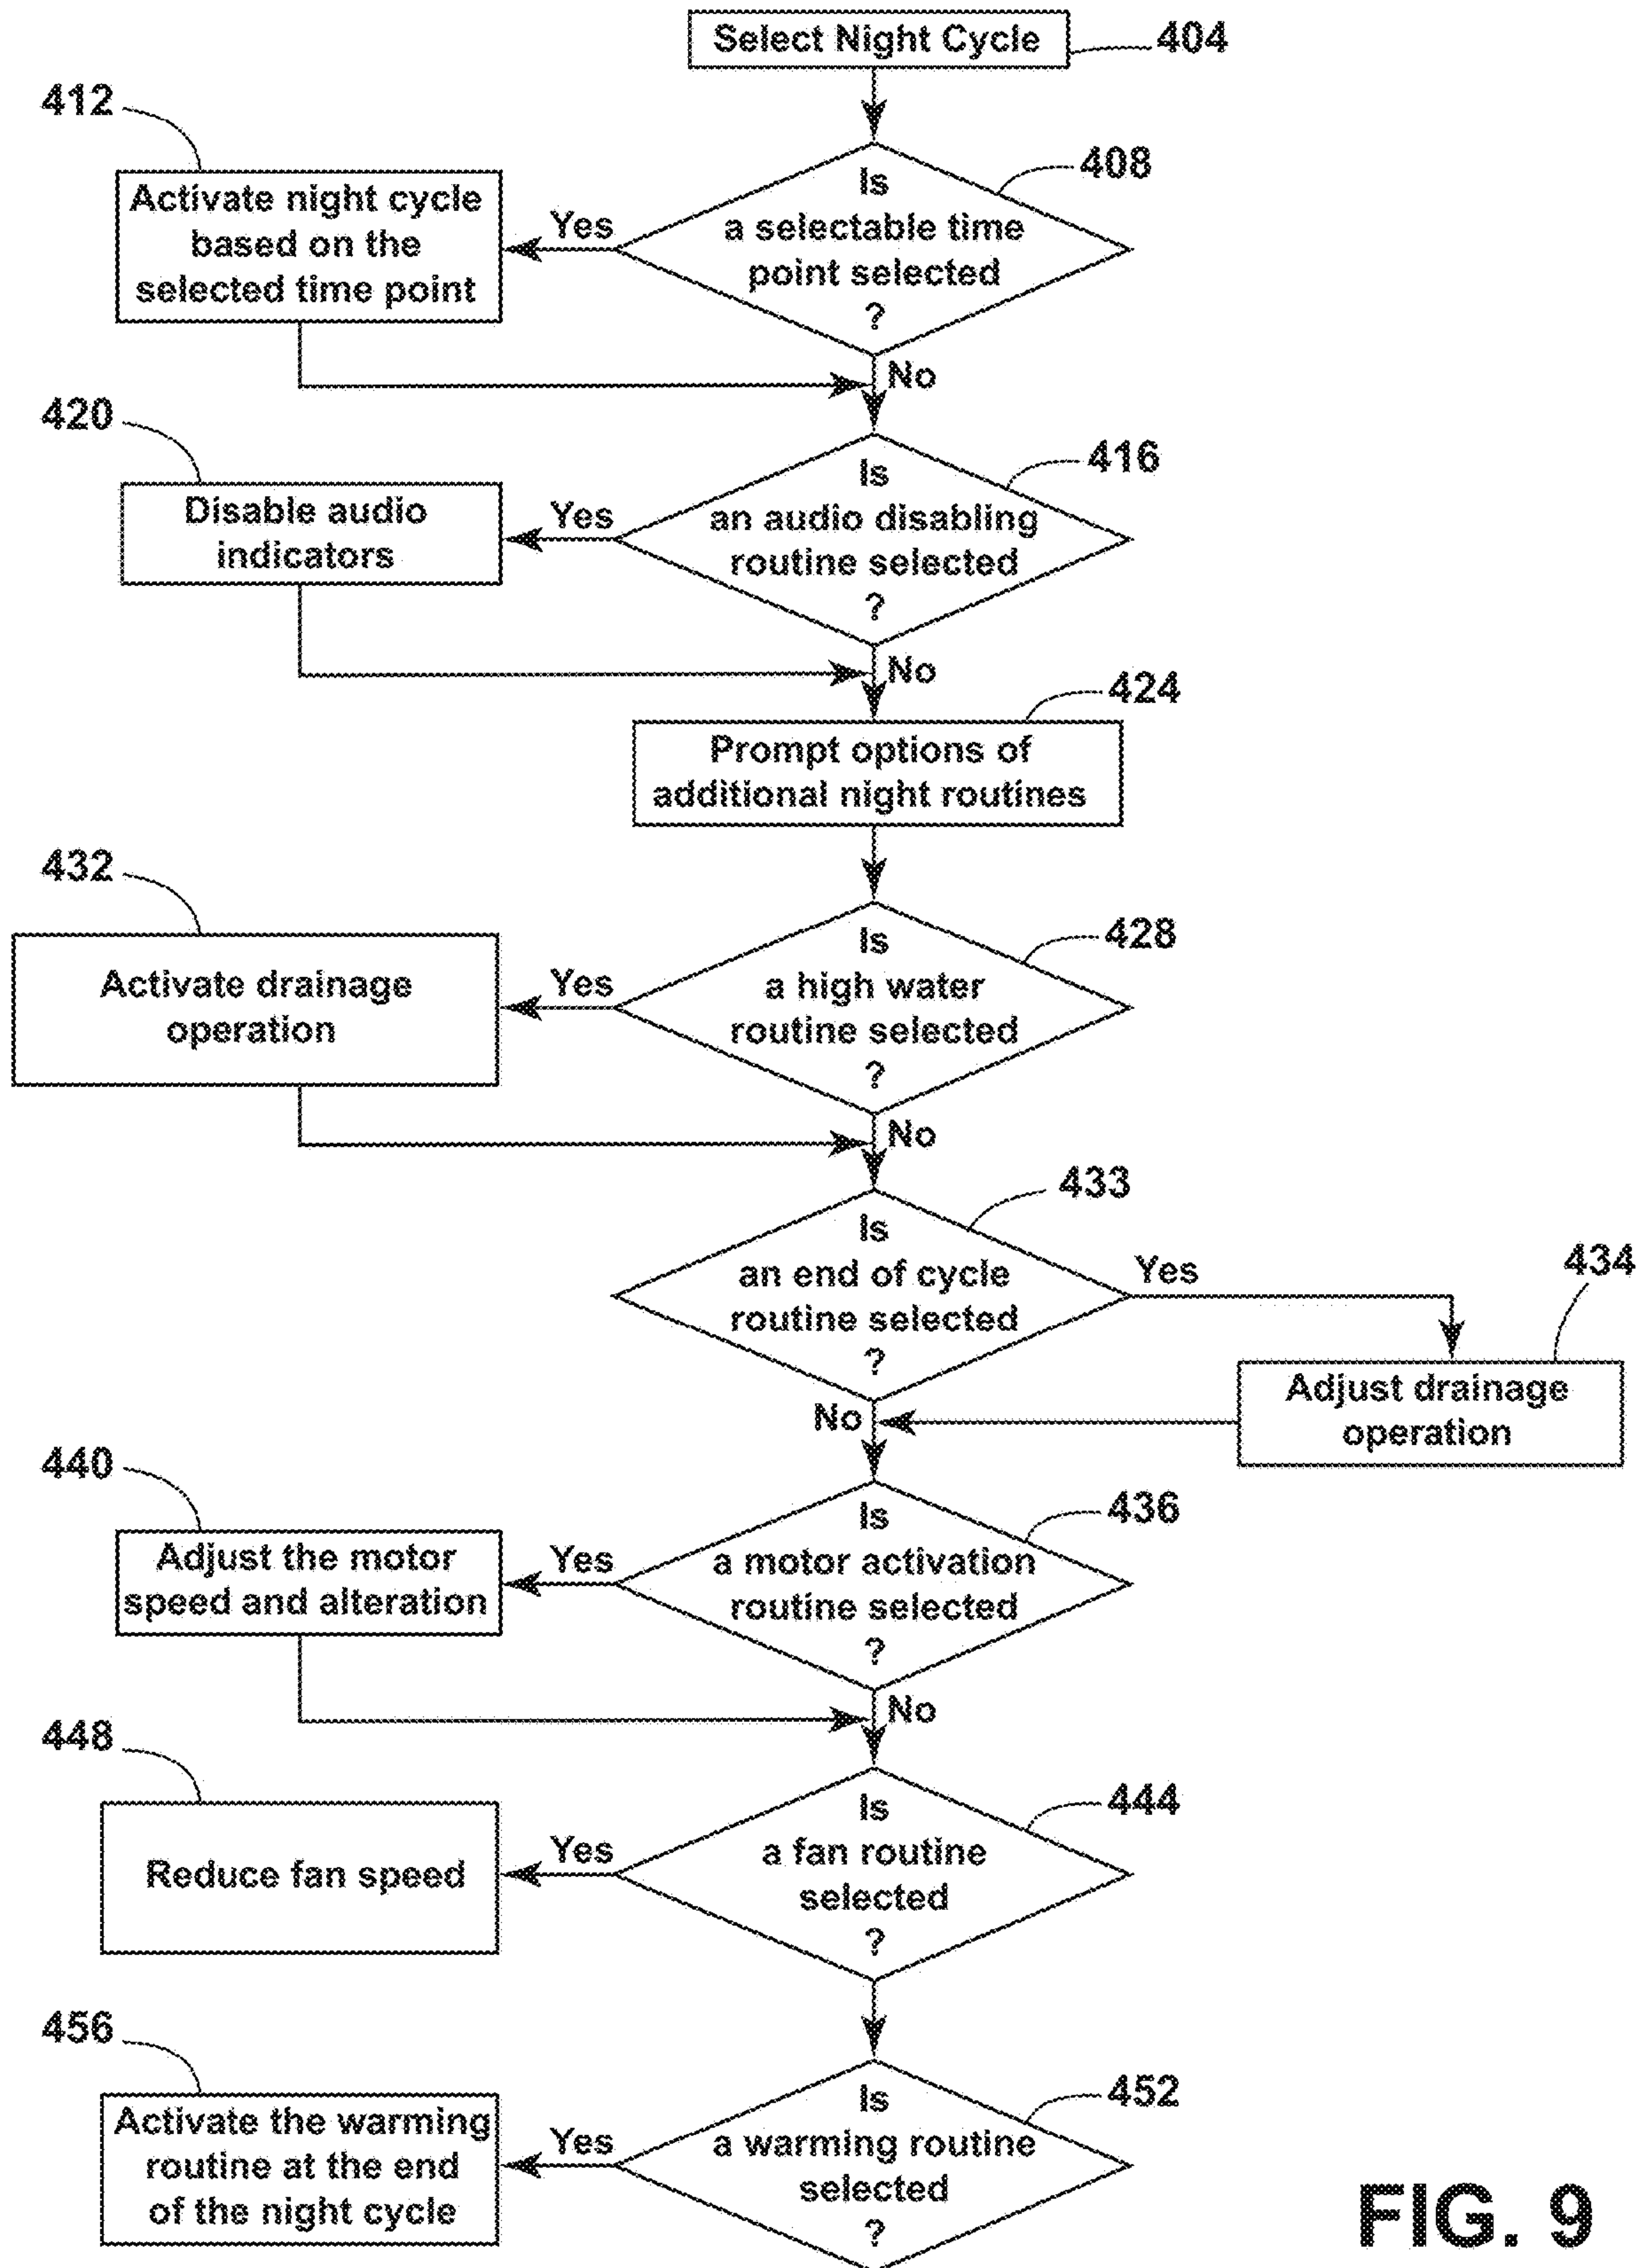 Select Night Cycle
404
412
408
Activate night cycle
based on the
selected time point
Yes
Is
a selectable time
point selected
?
No
420
416
Disable audio
indicators
Yes
Is
an audio disabling
routine selected
?
No
424
Prompt options of
additional night routines
432
428
Activate drainage
operation
Yes
Is
a high water
routine selected
?
No
433
Is
an end of cycle
routine selected
?
Yes
434
Adjust drainage
operation
No
440
436
Adjust the motor
speed and alteration
Yes
Is
a motor activation
routine selected
?
No
448
444
Reduce fan speed
Yes
Is
a fan routine
selected
?
456
452
Activate the warming
routine at the end
of the night cycle
Yes
Is
a warming routine
selected
?
FIG. 9